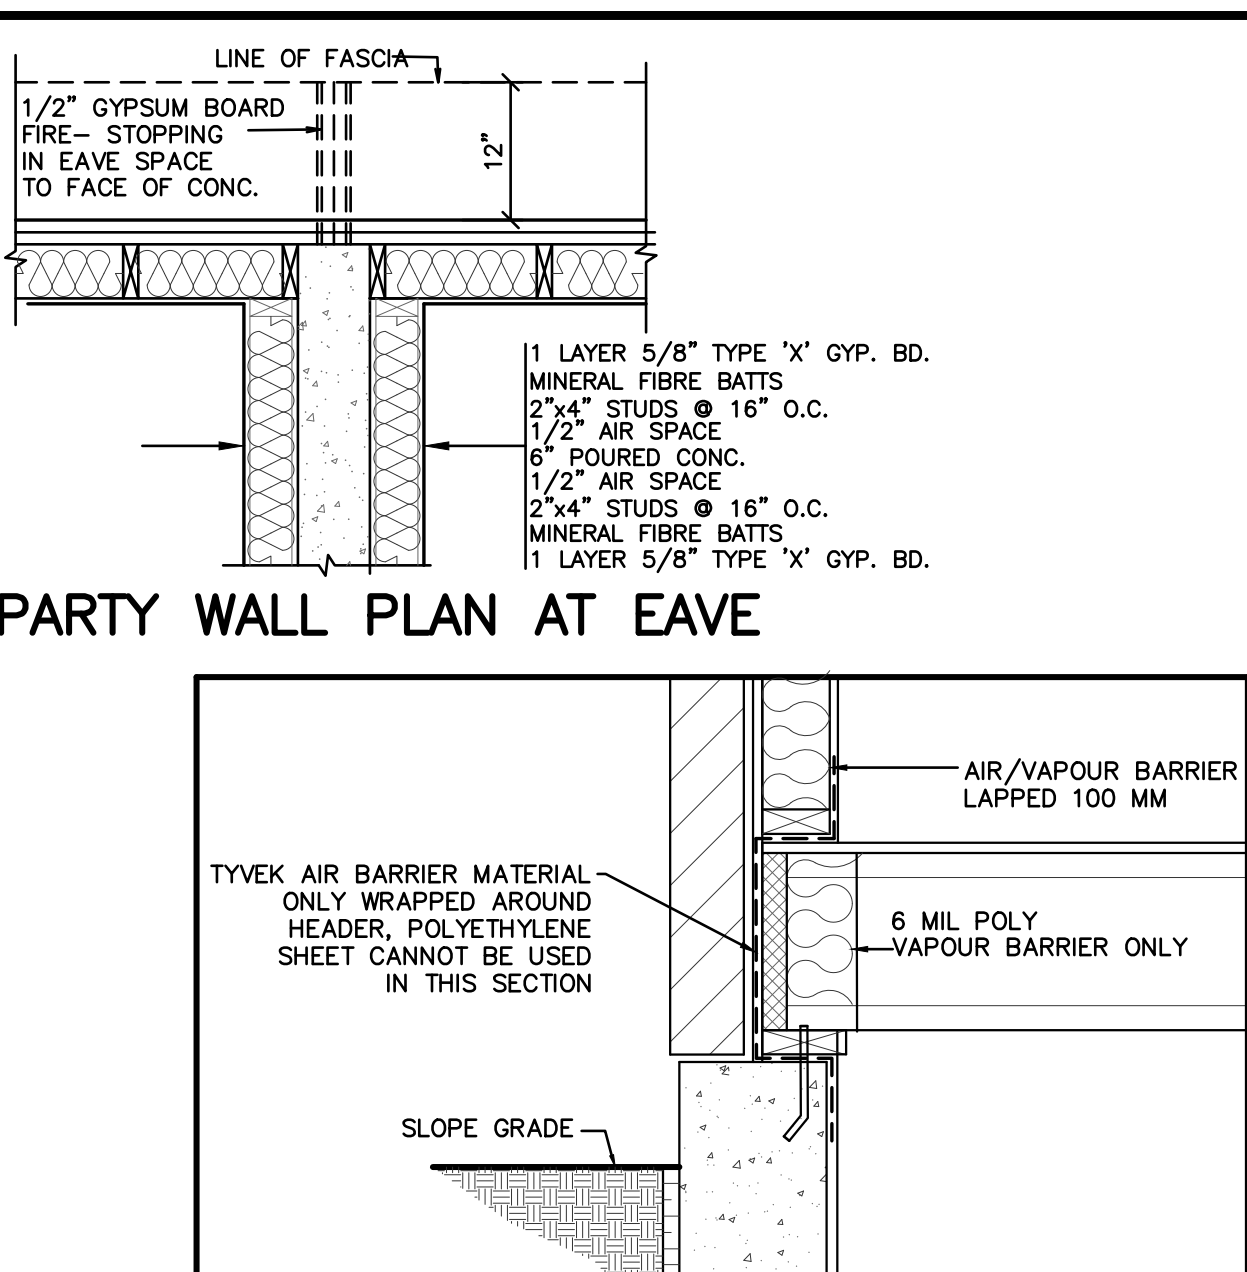 LINE OF FASCIA
1/2" GYPSUM BOARD
FIRE- STOPPING
IN EAVE SPACE
TO FACE OF CONC.
12"
1 LAYER 5/8" TYPE 'X' GYP. BD.
MINERAL FIBRE BATTS
2"x4" STUDS @ 16" O.C.
1/2" AIR SPACE
6" POURED CONC.
1/2" AIR SPACE
2"x4" STUDS @ 16" O.C.
MINERAL FIBRE BATTS
1 LAYER 5/8" TYPE 'X' GYP. BD.
PARTY WALL PLAN AT EAVE
AIR/VAPOUR BARRIER
LAPPED 100 MM
TYVEK AIR BARRIER MATERIAL
ONLY WRAPPED AROUND
HEADER, POLYETHYLENE
SHEET CANNOT BE USED
IN THIS SECTION
6 MIL POLY
VAPOUR BARRIER ONLY
SLOPE GRADE